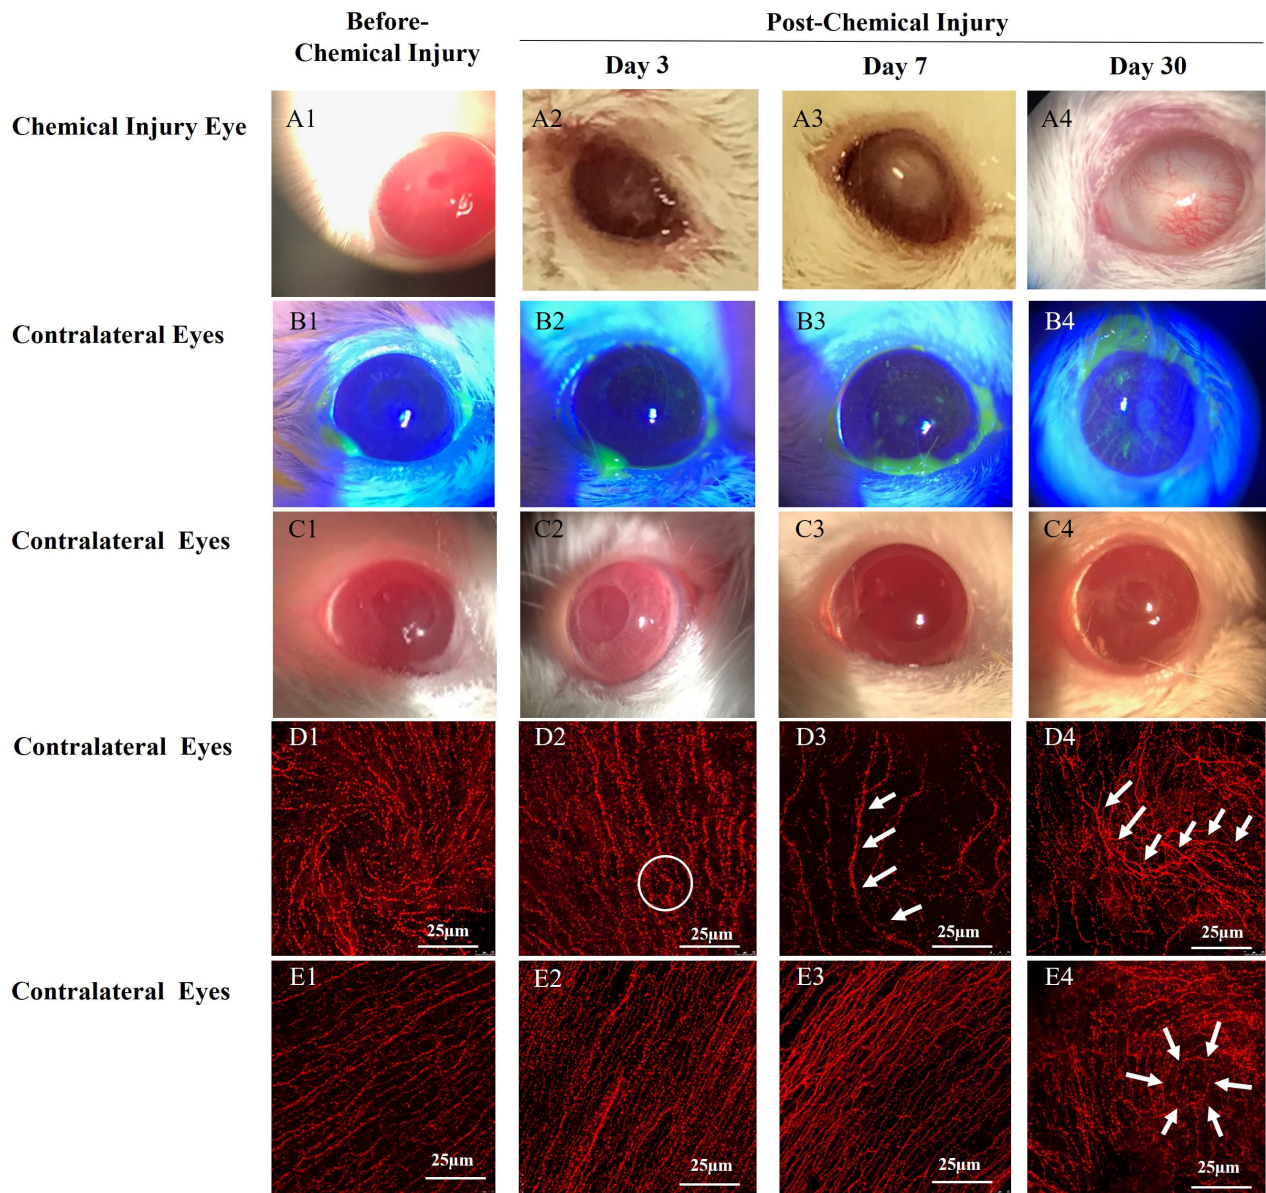 Before-
Chemical Injury
Post-Chemical Injury
Day 3
Day 7
Day 30
Chemical Injury Eye
A1
A2
A3
A4
Contralateral Eyes
B1
B2
B3
B4
Contralateral Eyes
C1
C2
C3
C4
Contralateral Eyes
D1
D2
D3
D4
25μm
25μm
25μm
25μm
Contralateral Eyes
E1
E2
E3
E4
25μm
25μm
25μm
25μm